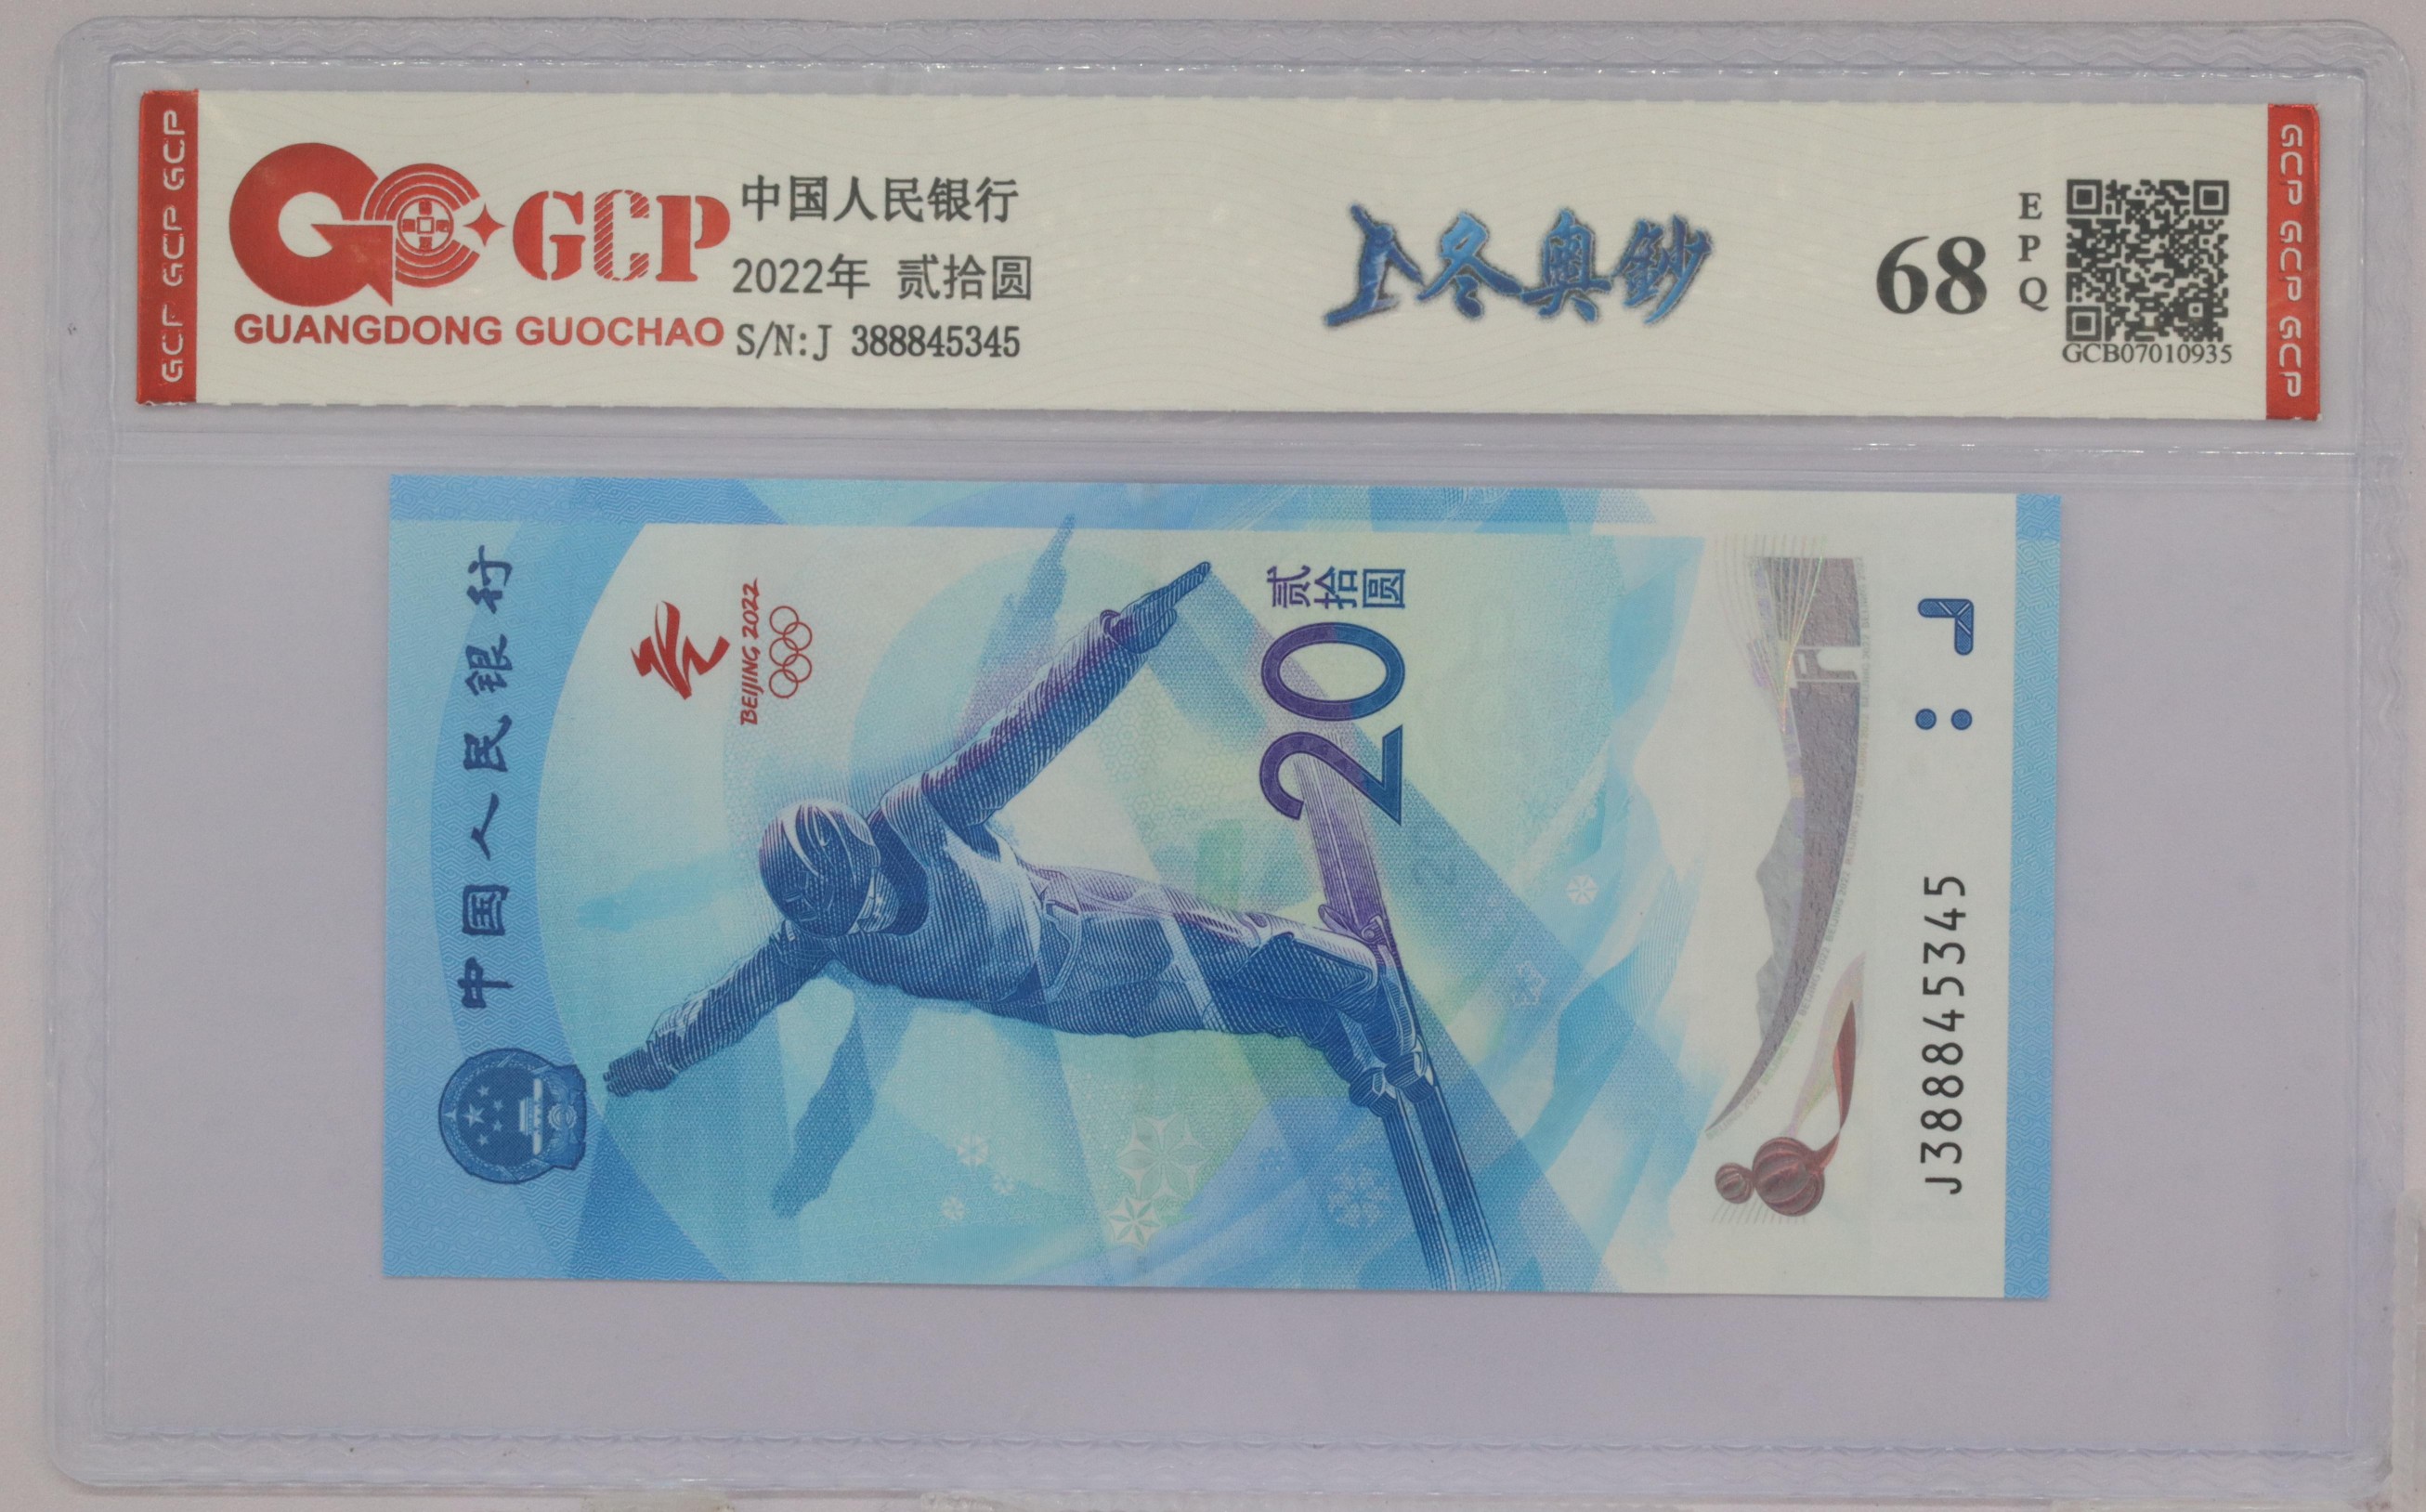 GCP GCP GCP
GCP
GUANGDONG GUOCHAO
中国人民银行
2022年 贰拾圆
S/N:J 388845345
冬奥鈔
68
EPQ
GCB07010935
GCP GCP GCP
中国人民银行
BEIJING 2022
贰拾圆
20
J388845345